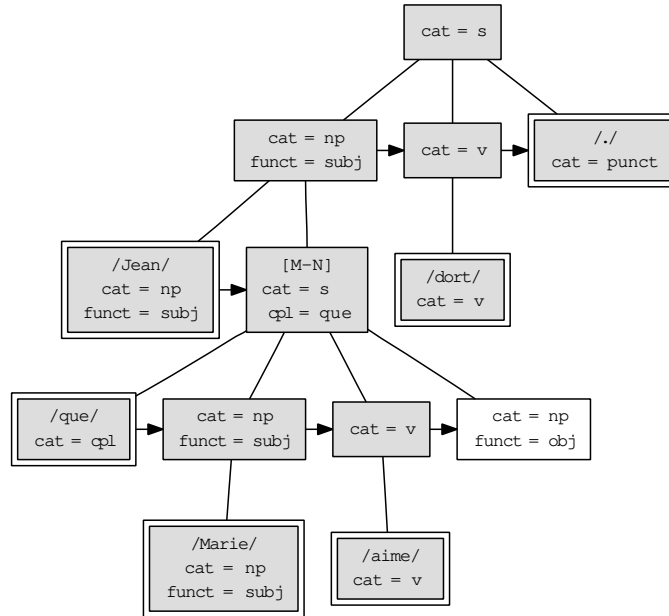 cat = s
cat = np
funct = subj
cat = v
/./
cat = punct
/Jean/
cat = np
funct = subj
[M-N]
cat = s
cpl = que
/dort/
cat = v
/que/
cat = cpl
cat = np
funct = subj
cat = v
cat = np
funct = obj
/Marie/
cat = np
funct = subj
/aime/
cat = v